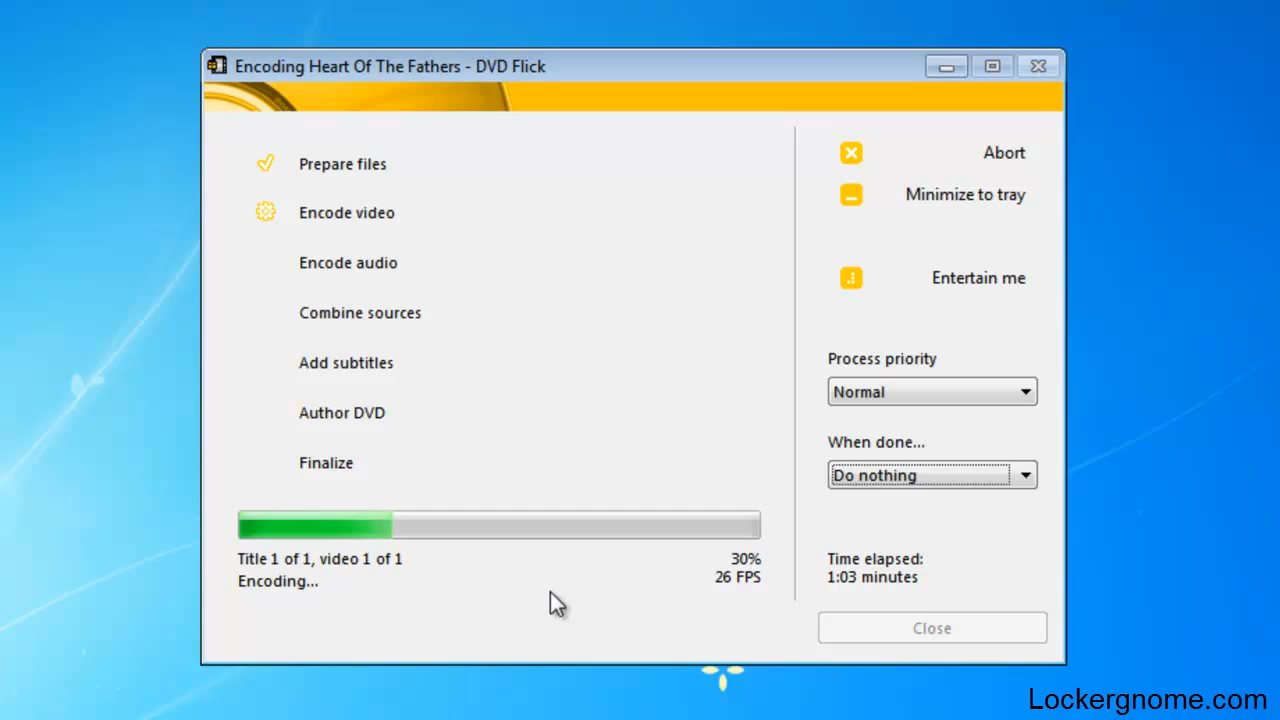 Encoding Heart Of The Fathers - DVD Flick
Prepare files
Encode video
Encode audio
Combine sources
Add subtitles
Author DVD
Finalize
Title 1 of 1, video 1 of 1
30%
Encoding...
26 FPS
Abort
Minimize to tray
Entertain me
Process priority
Normal
When done...
Do nothing
Time elapsed:
1:03 minutes
Close
Lockergnome.com